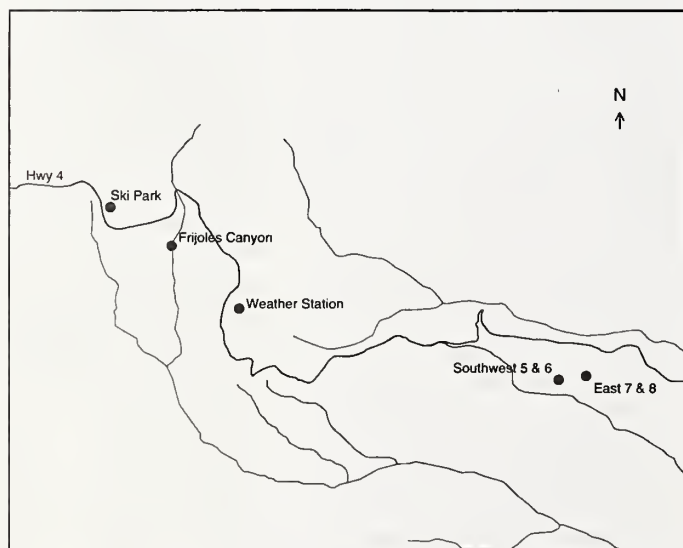 N
Hwy 4
Ski Park
Frijoles Canyon
Weather Station
Southwest 5 & 6
East 7 & 8